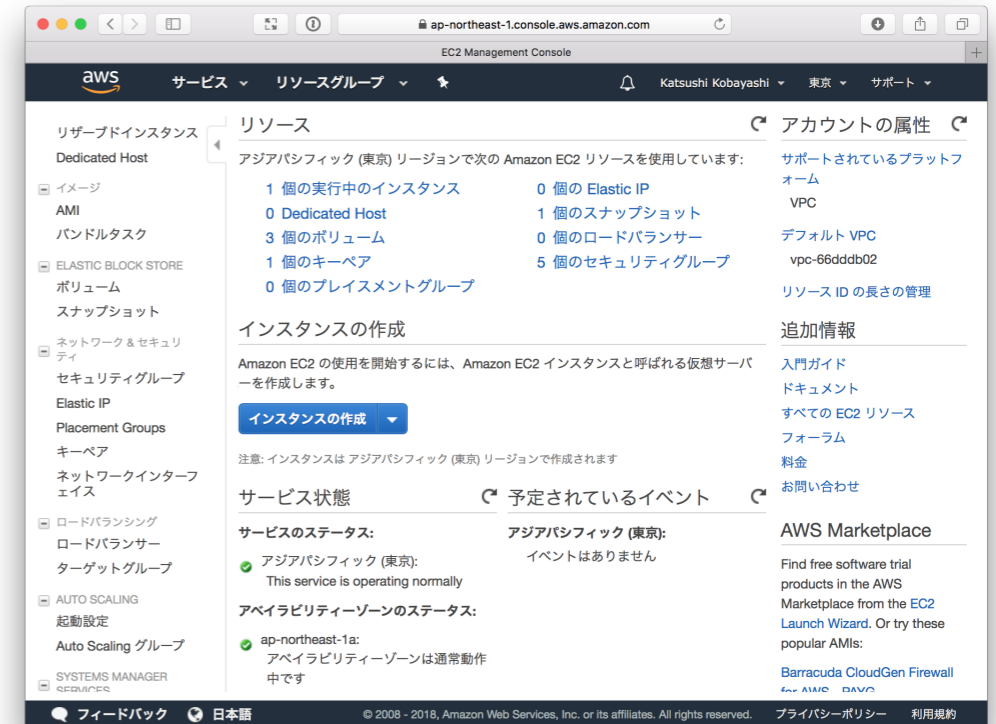 ap-northeast-1.console.aws.amazon.com
EC2 Management Console
aws
サービス
リソースグループ
Katsushi Kobayashi
東京
サポート
リザーブドインスタンス
Dedicated Host
イメージ
AMI
バンドルタスク
ELASTIC BLOCK STORE
ボリューム
スナップショット
ネットワーク & セキュリ
ティ
セキュリティグループ
Elastic IP
Placement Groups
キーペア
ネットワークインターフ
ェイス
ロードバランシング
ロードバランサー
ターゲットグループ
AUTO SCALING
起動設定
Auto Scaling グループ
SYSTEMS MANAGER
SERVICES
リソース
アジアパシフィック (東京) リージョンで次の Amazon EC2 リソースを使用しています:
1 個の実行中のインスタンス
0 個の Elastic IP
0 Dedicated Host
1 個のスナップショット
3 個のボリューム
0 個のロードバランサー
1 個のキーペア
5 個のセキュリティグループ
0 個のプレイスメントグループ
インスタンスの作成
Amazon EC2 の使用を開始するには、Amazon EC2 インスタンスと呼ばれる仮想サーバ
ーを作成します。
インスタンスの作成
注意: インスタンスは アジアパシフィック (東京) リージョンで作成されます
サービス状態
サービスのステータス:
アジアパシフィック (東京):
This service is operating normally
アベイラビリティーゾーンのステータス:
ap-northeast-1a:
アベイラビリティーゾーンは通常動作
中です
予定されているイベント
アジアパシフィック (東京):
イベントはありません
アカウントの属性
サポートされているプラットフ
ォーム
VPC
デフォルト VPC
vpc-66dddb02
リソース ID の長さの管理
追加情報
入門ガイド
ドキュメント
すべての EC2 リソース
フォーラム
料金
お問い合わせ
AWS Marketplace
Find free software trial
products in the AWS
Marketplace from the EC2
Launch Wizard. Or try these
popular AMIs:
Barracuda CloudGen Firewall
for AWS - PAYG
フィードバック
日本語
© 2008 - 2018, Amazon Web Services, Inc. or its affiliates. All rights reserved.
プライバシーポリシー
利用規約